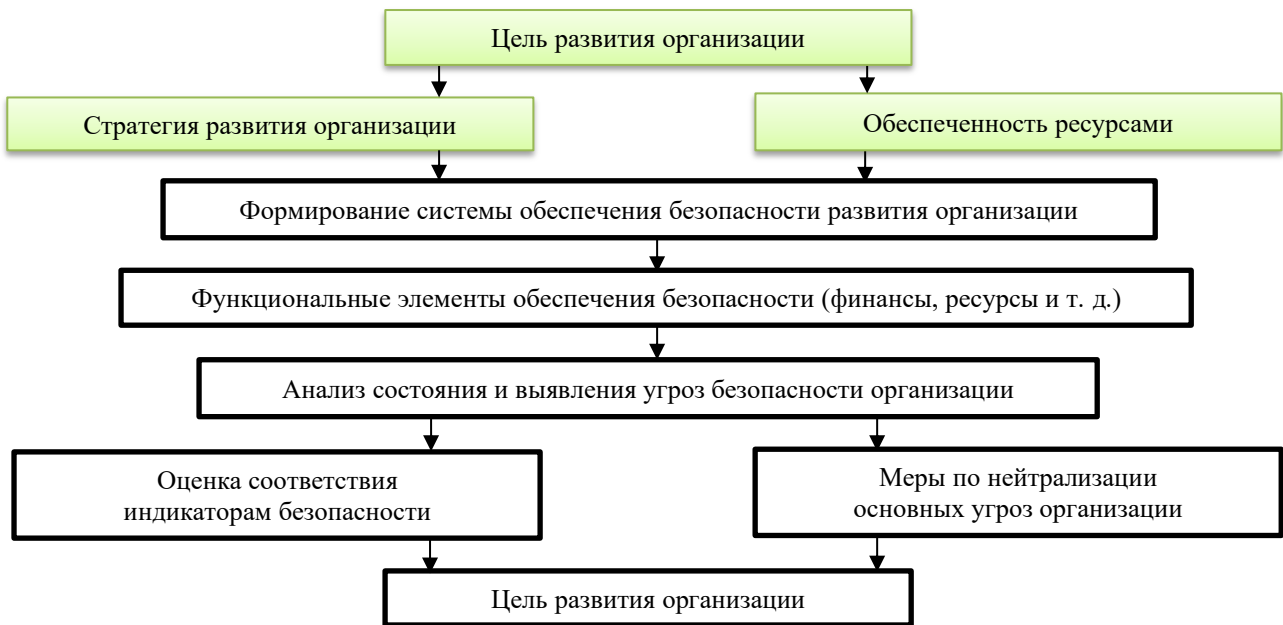 Цель развития организации
Стратегия развития организации
Обеспеченность ресурсами
Формирование системы обеспечения безопасности развития организации
Функциональные элементы обеспечения безопасности (финансы, ресурсы и т. д.)
Анализ состояния и выявления угроз безопасности организации
Оценка соответствия
индикаторам безопасности
Меры по нейтрализации
основных угроз организации
Цель развития организации